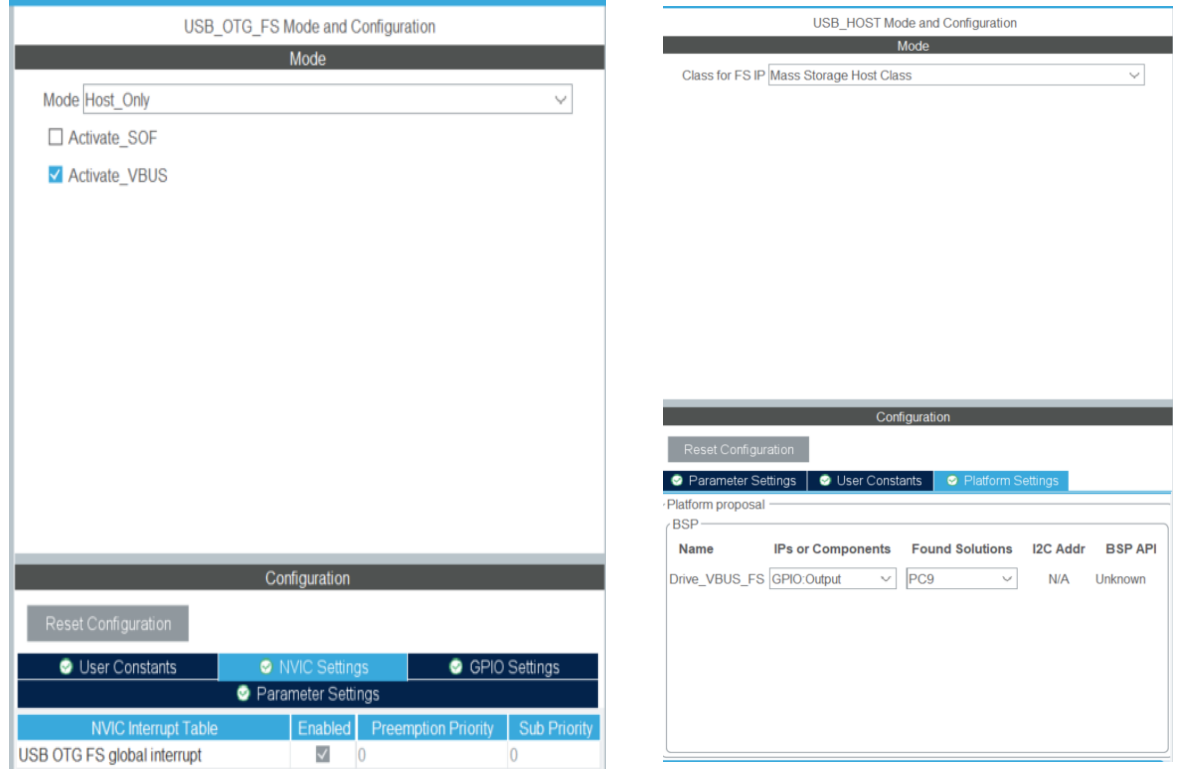 USB_OTG_FS Mode and Configuration
Mode
Mode Host_Only
Activate_SOF
Activate_VBUS
Configuration
Reset Configuration
User Constants NVIC Settings GPIO Settings
Parameter Settings
NVIC Interrupt Table Enabled Preemption Priority Sub Priority
USB OTG FS global interrupt 0 0
USB_HOST Mode and Configuration
Mode
Class for FS IP Mass Storage Host Class
Configuration
Reset Configuration
Parameter Settings User Constants Platform Settings
Platform proposal
BSP
Name IPs or Components Found Solutions I2C Addr BSP API
Drive_VBUS_FS GPIO:Output PC9 N/A Unknown